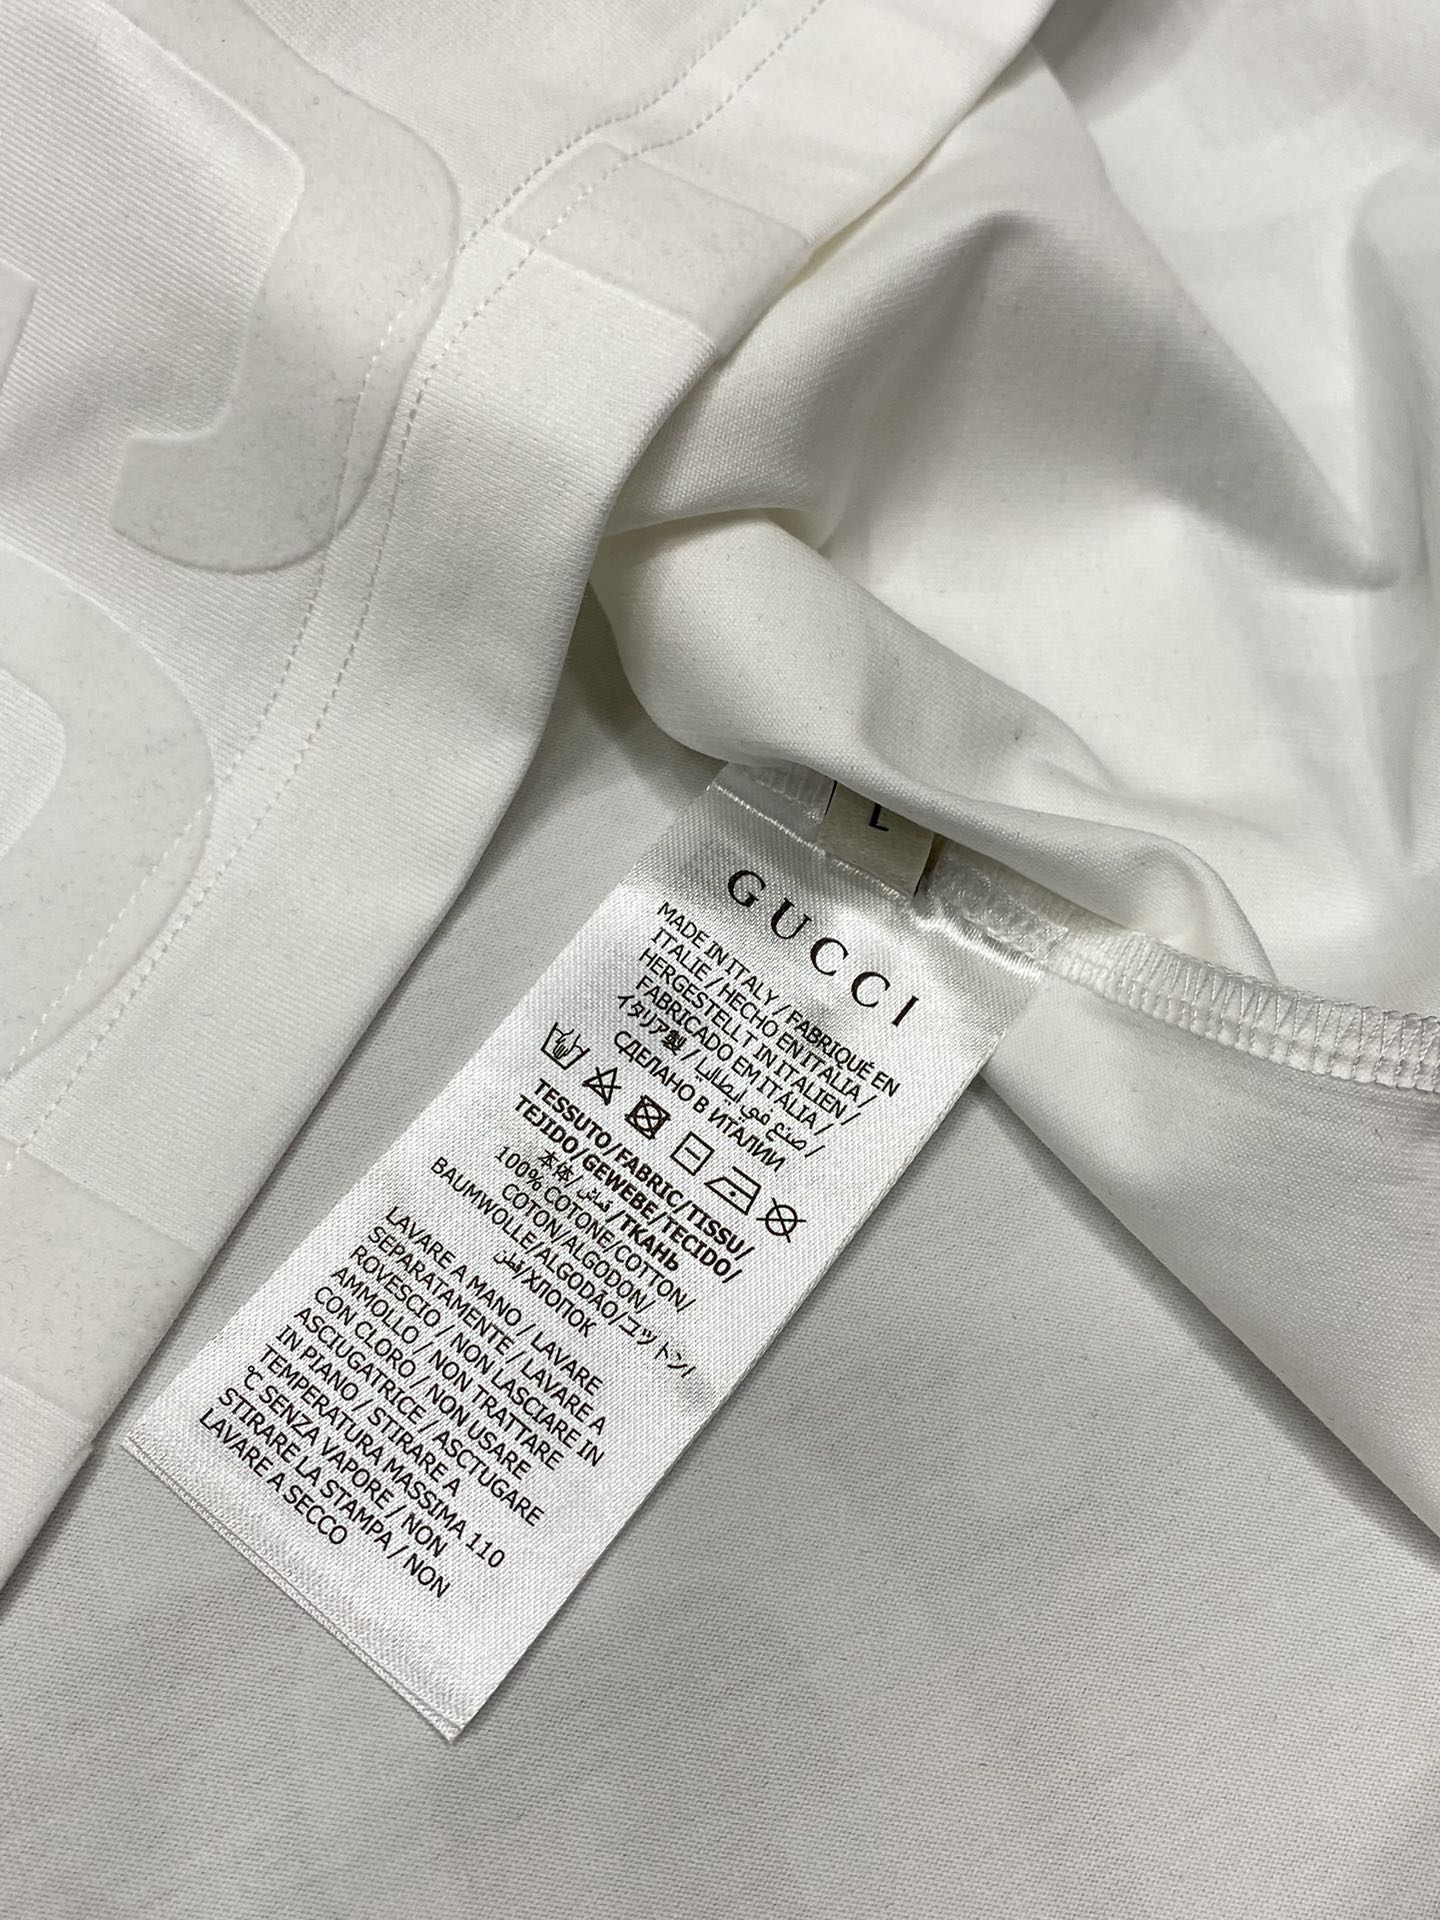 L
GUCCI
MADE IN ITALY / FABRIQUÉ EN
ITALIE / HECHO EN ITALIA /
HERGESTELLT IN ITALIEN /
FABRICADO EM ITÁLIA /
イタリア製 / صنع في إيطاليا /
СДЕЛАНО В ИТАЛИИ
TESSUTO/FABRIC/TISSU/
TEJIDO/GEWEBE/TECIDO/
本体/قماش/ТКАНЬ
100% COTONE/COTTON/
COTON/ALGODON/
BAUMWOLLE/ALGODÃO/コットン/
قطن/ХЛОПОК
LAVARE A MANO / LAVARE
SEPARATAMENTE / LAVARE A
ROVESCIO / NON LASCIARE IN
AMMOLLO / NON TRATTARE
CON CLORO / NON USARE
ASCIUGATRICE / ASCTUGARE
IN PIANO / STIRARE A
TEMPERATURA MASSIMA 110
°C SENZA VAPORE / NON
STIRARE LA STAMPA / NON
LAVARE A SECCO